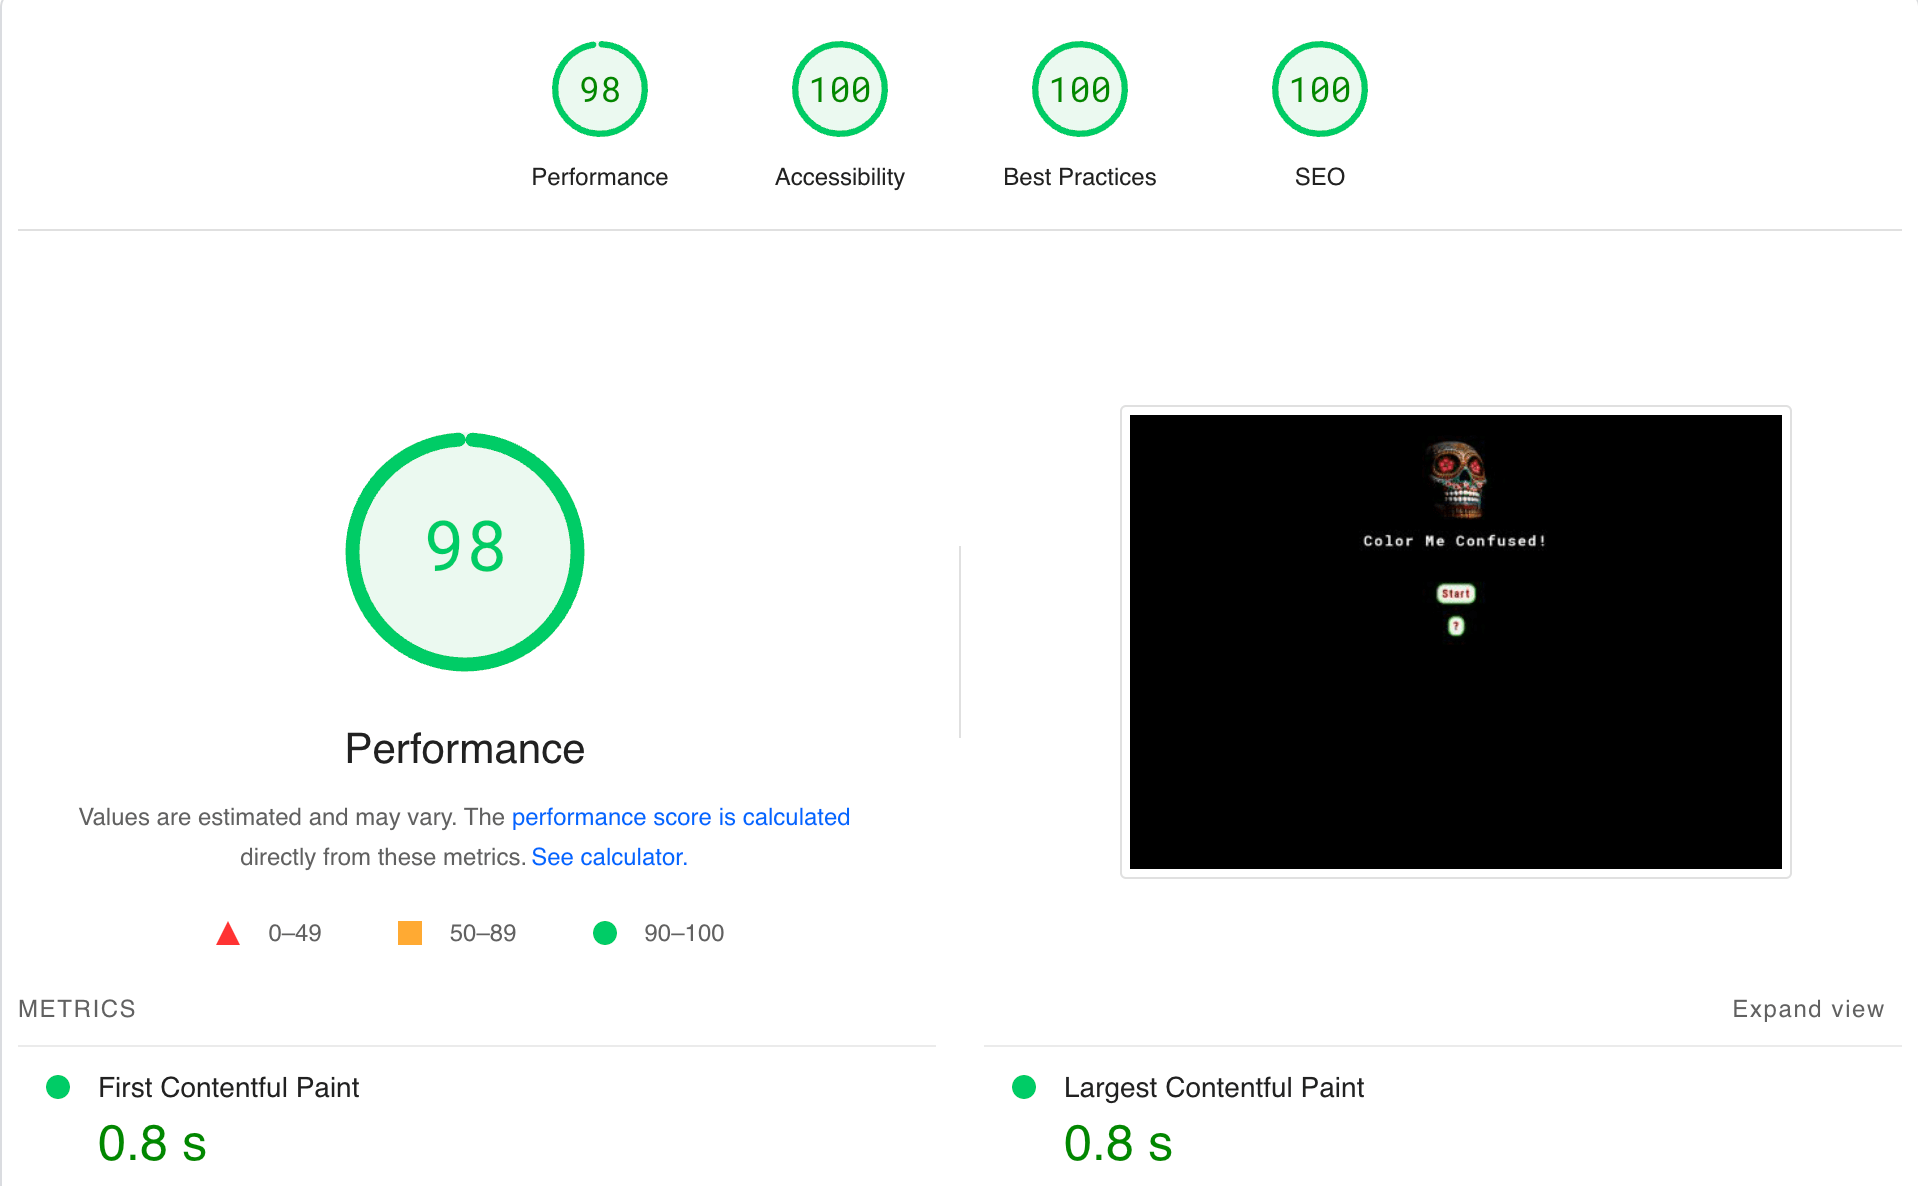 98
100
100
100
Performance
Accessibility
Best Practices
SEO
98
Performance
Values are estimated and may vary. The performance score is calculated
directly from these metrics. See calculator.
0–49
50–89
90–100
Color Me Confused!
Start
?
METRICS
Expand view
First Contentful Paint
0.8 s
Largest Contentful Paint
0.8 s